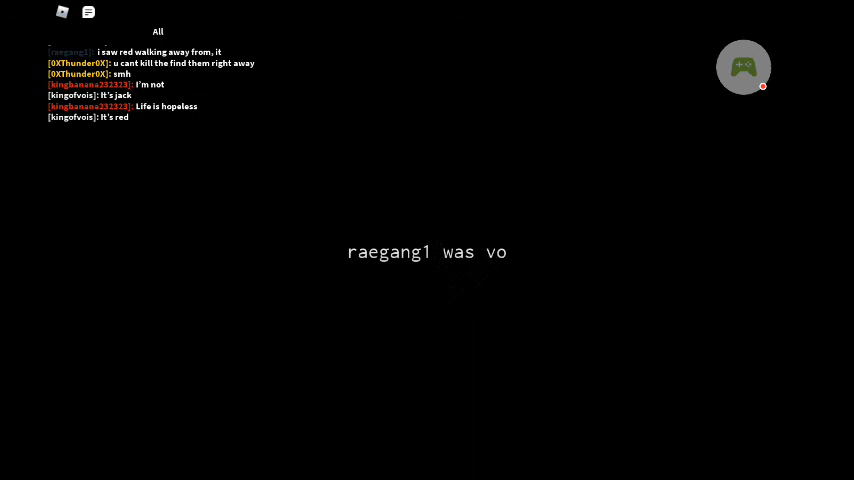 All
[raegang1]: i saw red walking away from, it
[0XThunder0X]: u cant kill the find them right away
[0XThunder0X]: smh
[kingbanana232323]: I'm not
[kingofvois]: It's jack
[kingbanana232323]: Life is hopeless
[kingofvois]: It's red
raegang1 was vo